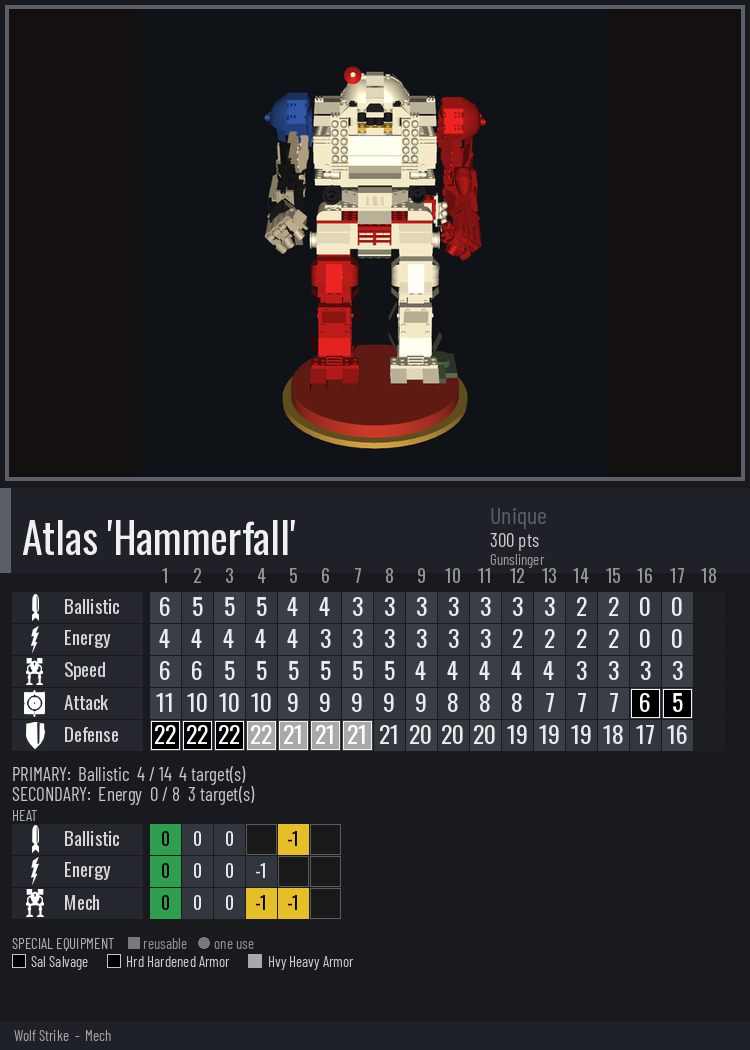 Atlas 'Hammerfall'
Unique
300 pts
Gunslinger
1 2 3 4 5 6 7 8 9 10 11 12 13 14 15 16 17 18
Ballistic 6 5 5 5 4 4 3 3 3 3 3 3 3 2 2 0 0
Energy 4 4 4 4 4 3 3 3 3 3 3 2 2 2 2 0 0
Speed 6 6 5 5 5 5 5 5 4 4 4 4 4 3 3 3 3
Attack 11 10 10 10 9 9 9 9 9 8 8 8 7 7 7 6 5
Defense 22 22 22 22 21 21 21 21 20 20 20 19 19 19 18 17 16
PRIMARY: Ballistic 4 / 14 4 target(s)
SECONDARY: Energy 0 / 8 3 target(s)
HEAT
Ballistic 0 0 0 -1
Energy 0 0 0 -1
Mech 0 0 0 -1 -1
SPECIAL EQUIPMENT reusable one use
Sal Salvage Hrd Hardened Armor Hvy Heavy Armor
Wolf Strike - Mech